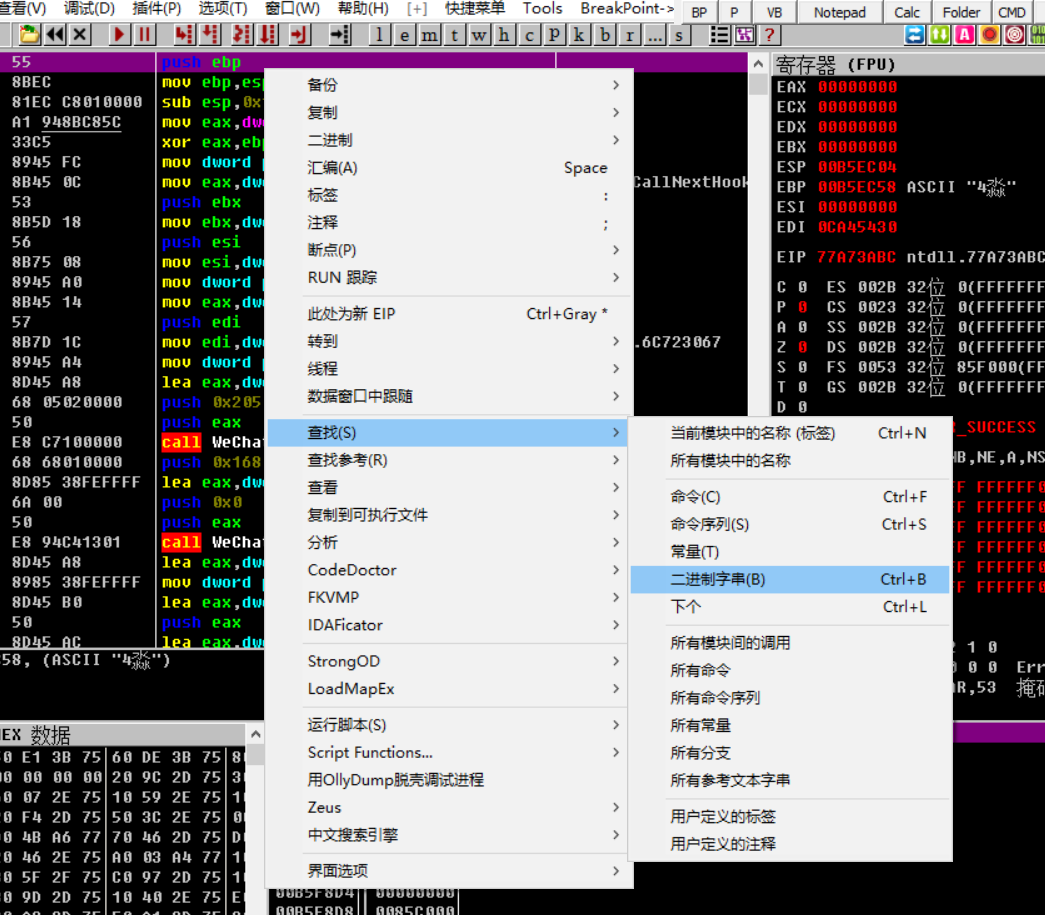 查看(V) 调试(D) 插件(P) 选项(T) 窗口(W) 帮助(H) [+] 快捷菜单 Tools BreakPoint-> BP P VB Notepad Calc Folder CMD
l e m t w h c P k b r ... s ?
55 push ebp
8BEC mov ebp,es
81EC C8010000 sub esp,0x
A1 948BC85C mov eax,dw
33C5 xor eax,eb
8945 FC mov dword
8B45 0C mov eax,dw
53 push ebx
8B5D 18 mov ebx,dw
56 push esi
8B75 08 mov esi,dw
8945 A0 mov dword
8B45 14 mov eax,dw
57 push edi
8B7D 1C mov edi,dw
8945 A4 mov dword
8D45 A8 lea eax,dw
68 05020000 push 0x205
50 push eax
E8 C7100000 call WeChat
68 68010000 push 0x168
8D85 38FEFFFF lea eax,dw
6A 00 push 0x0
50 push eax
E8 94C41301 call WeChat
8D45 A8 lea eax,dw
8985 38FEFFFF mov dword
8D45 B0 lea eax,dw
50 push eax
8D45 AC lea eax,dw
58, (ASCII "4淼")
CallNextHook
.6C723067
备份
复制
二进制
汇编(A) Space
标签 :
注释 ;
断点(P)
RUN 跟踪
此处为新 EIP Ctrl+Gray *
转到
线程
数据窗口中跟随
查找(S)
查找参考(R)
查看
复制到可执行文件
分析
CodeDoctor
FKVMP
IDAFicator
StrongOD
LoadMapEx
运行脚本(S)
Script Functions...
用OllyDump脱壳调试进程
Zeus
中文搜索引擎
界面选项
当前模块中的名称 (标签) Ctrl+N
所有模块中的名称
命令(C) Ctrl+F
命令序列(S) Ctrl+S
常量(T)
二进制字串(B) Ctrl+B
下个 Ctrl+L
所有模块间的调用
所有命令
所有命令序列
所有常量
所有分支
所有参考文本字串
用户定义的标签
用户定义的注释
寄存器 (FPU)
EAX 00000000
ECX 00000000
EDX 00000000
EBX 00000000
ESP 00B5EC04
EBP 00B5EC58 ASCII "4淼"
ESI 00000000
EDI 0CA45430
EIP 77A73ABC ntdll.77A73ABC
C 0 ES 002B 32位 0(FFFFFFF
P 0 CS 0023 32位 0(FFFFFFF
A 0 SS 002B 32位 0(FFFFFFF
Z 0 DS 002B 32位 0(FFFFFFF
S 0 FS 0053 32位 85F000(FF
T 0 GS 002B 32位 0(FFFFFFF
D 0
_SUCCESS
NB,NE,A,NS
FF FFFFFF0
FF FFFFFF0
FF FFFFFF0
FF FFFFFF0
FF FFFFFF0
FF FFFFFF0
2 1 0
0 0 0 Err
AR,53 掩码
HEX 数据
0 E1 3B 75 60 DE 3B 75 8
00 00 00 00 20 9C 2D 75 3
0 07 2E 75 10 59 2E 75 1
0 F4 2D 75 50 3C 2E 75 0
0 4B A6 77 70 46 2D 75 D
0 46 2E 75 A0 03 A4 77 1
0 5F 2F 75 C0 97 2D 75 1
0 9D 2D 75 10 40 2E 75 E
00B5F8D4 00000000
00B5F8D8 0085C000